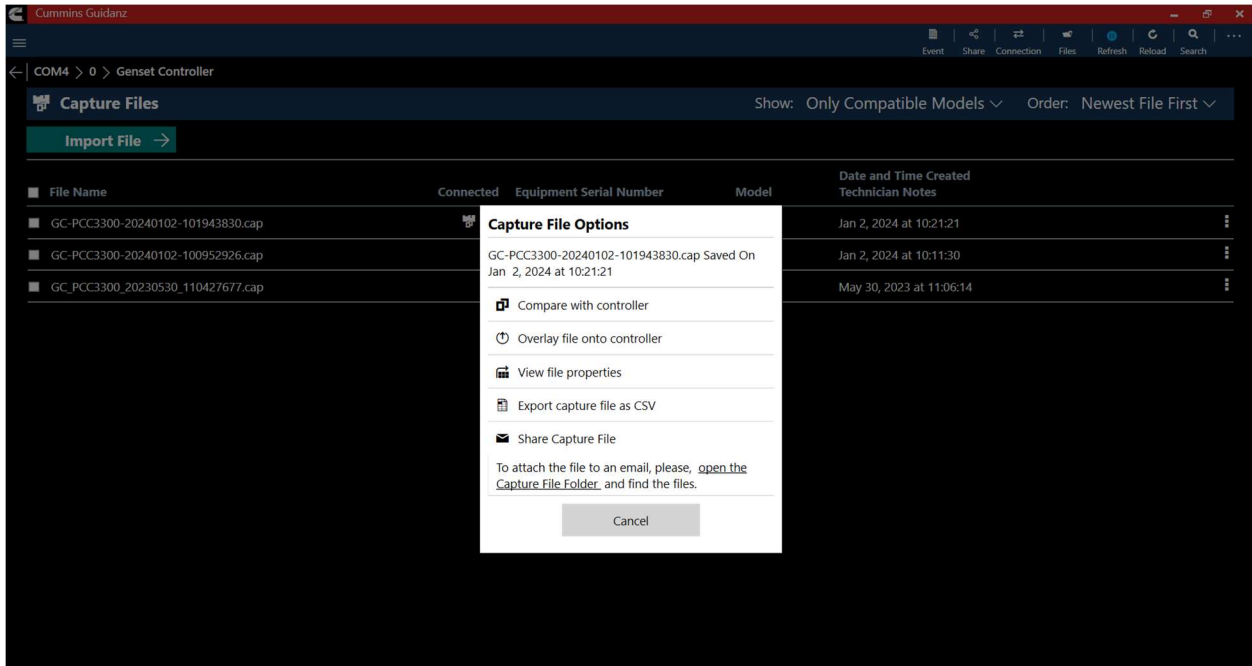 Cummins Guidanz
Event Share Connection Files Refresh Reload Search
COM4 > 0 > Genset Controller
Capture Files Show: Only Compatible Models Order: Newest File First
Import File →
Date and Time Created
File Name Connected Equipment Serial Number Model Technician Notes
GC-PCC3300-20240102-101943830.cap Jan 2, 2024 at 10:21:21
GC-PCC3300-20240102-100952926.cap Jan 2, 2024 at 10:11:30
GC_PCC3300_20230530_110427677.cap May 30, 2023 at 11:06:14
Capture File Options
GC-PCC3300-20240102-101943830.cap Saved On
Jan 2, 2024 at 10:21:21
Compare with controller
Overlay file onto controller
View file properties
Export capture file as CSV
Share Capture File
To attach the file to an email, please, open the
Capture File Folder and find the files.
Cancel